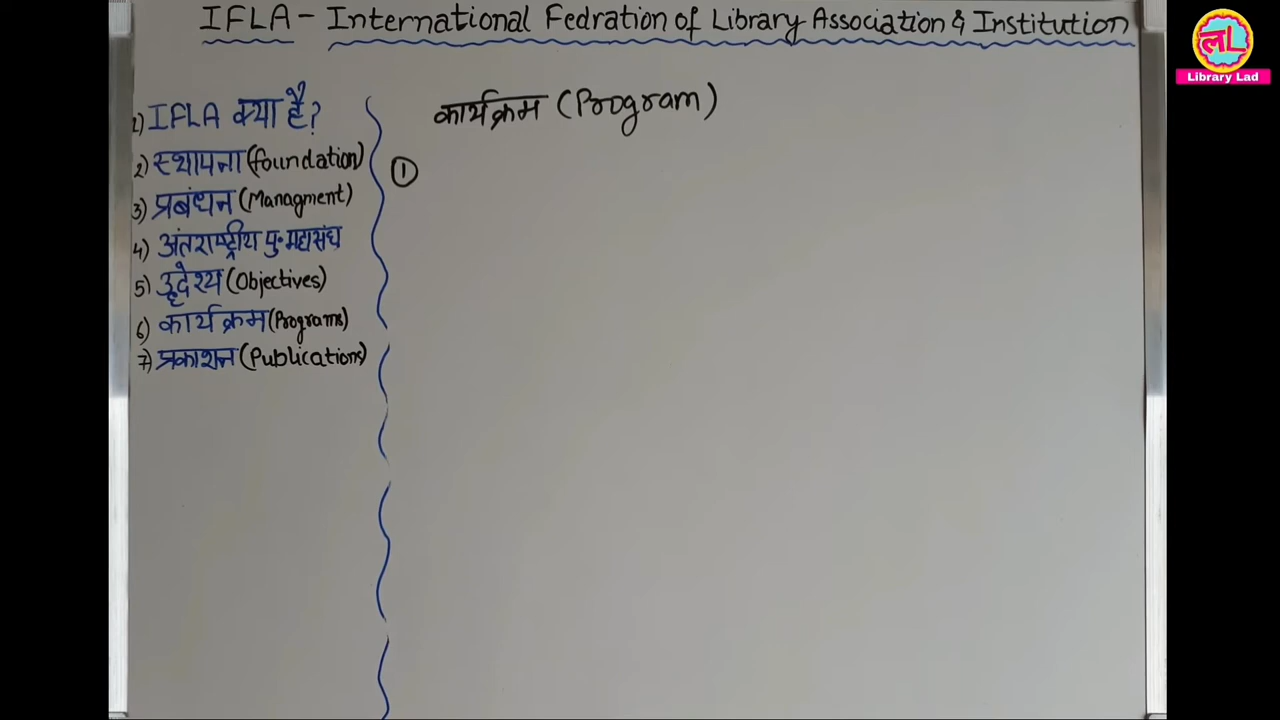 IFLA - International Fedration of Library Association & Institution
लL
Library Lad
1) IFLA क्या है?
2) स्थापना (foundation)
3) प्रबंधन (Managment)
4) अंतराष्ट्रीय पु॰ महासंघ
5) उद्देश्य (Objectives)
6) कार्यक्रम (Programs)
7) प्रकाशन (Publications)
कार्यक्रम (Program)
①